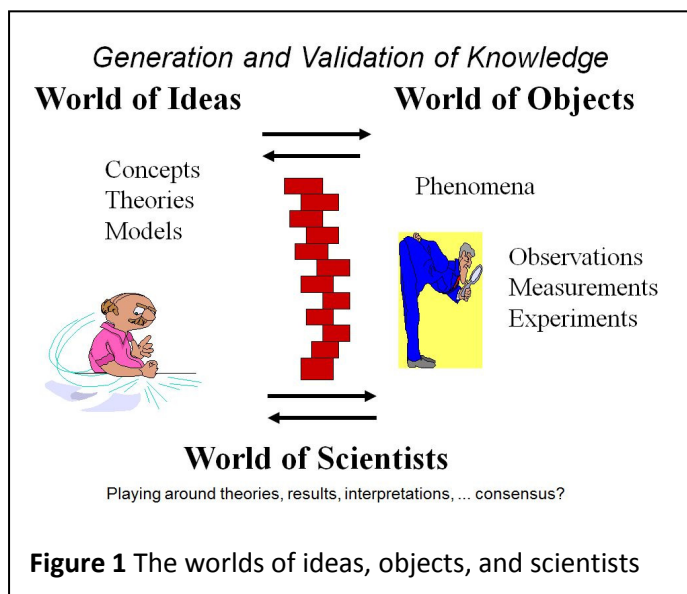 Generation and Validation of Knowledge
World of Ideas
World of Objects
Concepts
Theories
Models
Phenomena
Observations
Measurements
Experiments
World of Scientists
Playing around theories, results, interpretations, ... consensus?
Figure 1 The worlds of ideas, objects, and scientists